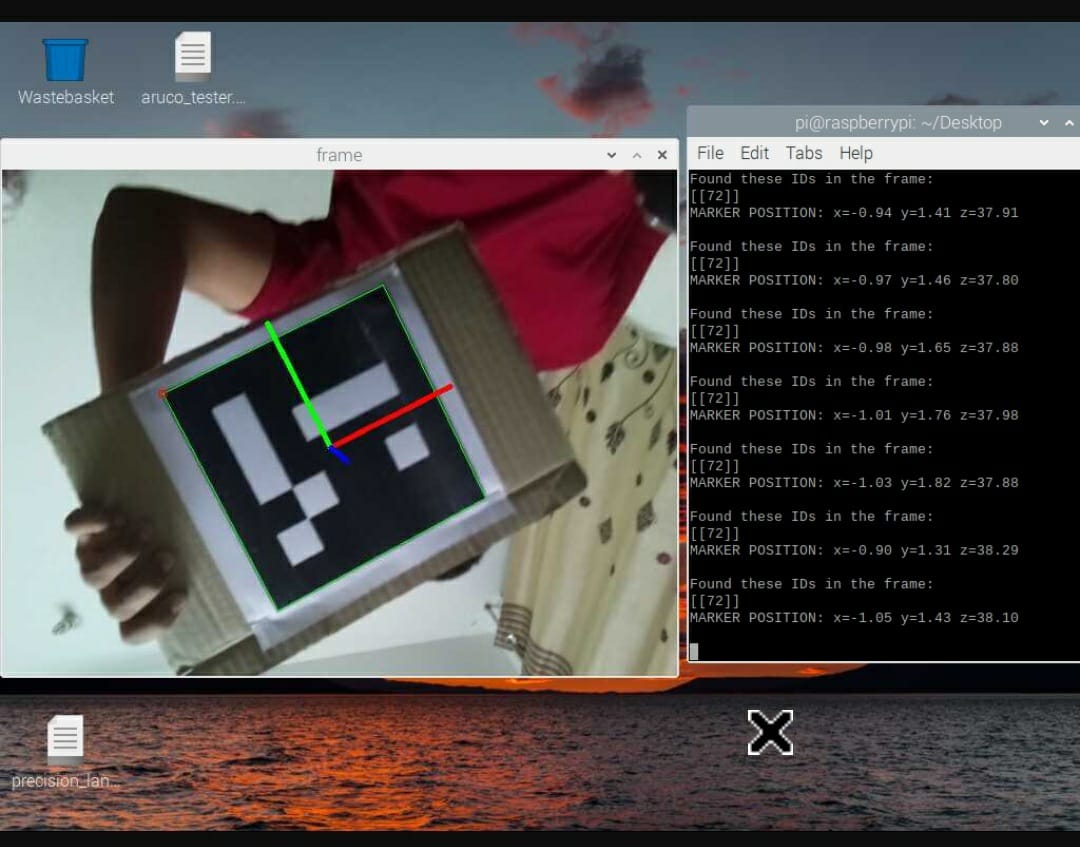 Wastebasket
aruco_tester....
frame
pi@raspberrypi: ~/Desktop
File Edit Tabs Help
Found these IDs in the frame:
[[72]]
MARKER POSITION: x=-0.94 y=1.41 z=37.91
Found these IDs in the frame:
[[72]]
MARKER POSITION: x=-0.97 y=1.46 z=37.80
Found these IDs in the frame:
[[72]]
MARKER POSITION: x=-0.98 y=1.65 z=37.88
Found these IDs in the frame:
[[72]]
MARKER POSITION: x=-1.01 y=1.76 z=37.98
Found these IDs in the frame:
[[72]]
MARKER POSITION: x=-1.03 y=1.82 z=37.88
Found these IDs in the frame:
[[72]]
MARKER POSITION: x=-0.90 y=1.31 z=38.29
Found these IDs in the frame:
[[72]]
MARKER POSITION: x=-1.05 y=1.43 z=38.10
precision_lan...